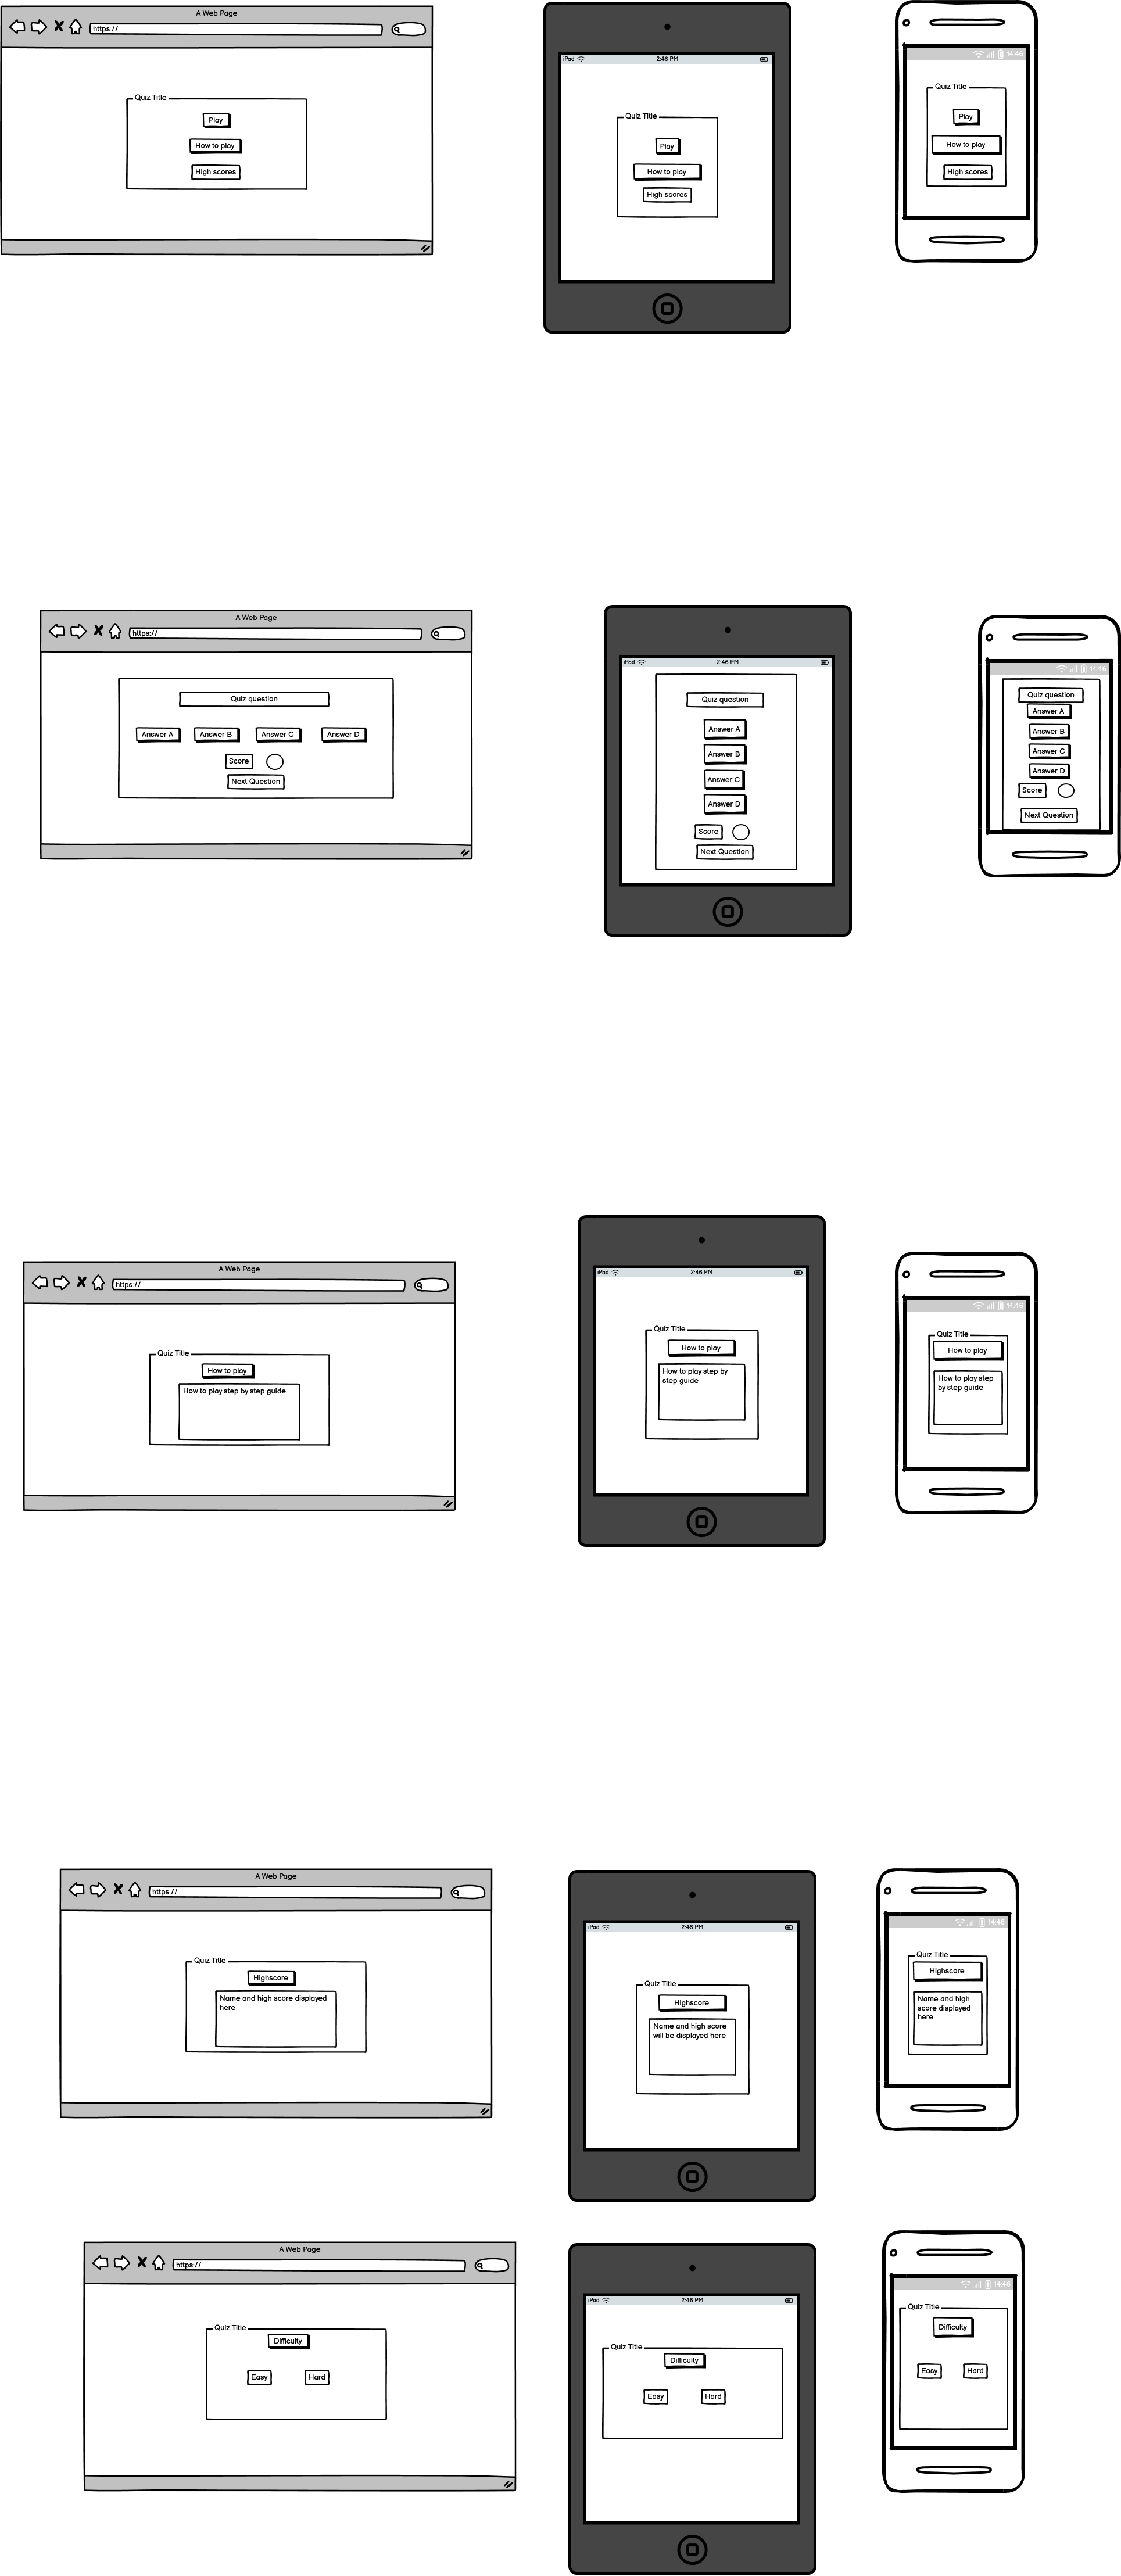 A Web Page
https://
Quiz Title
Play
How to play
High scores
iPad
2:46 PM
Quiz Title
Play
How to play
High scores
14:46
Quiz Title
Play
How to play
High scores
A Web Page
https://
Quiz question
Answer A
Answer B
Answer C
Answer D
Score
Next Question
iPad
2:46 PM
Quiz question
Answer A
Answer B
Answer C
Answer D
Score
Next Question
14:46
Quiz question
Answer A
Answer B
Answer C
Answer D
Score
Next Question
A Web Page
https://
Quiz Title
How to play
How to play step by step guide
iPad
2:46 PM
Quiz Title
How to play
How to play step by
step guide
14:46
Quiz Title
How to play
How to play step
by step guide
A Web Page
https://
Quiz Title
Highscore
Name and high score displayed
here
iPad
2:46 PM
Quiz Title
Highscore
Name and high score
will be displayed here
14:46
Quiz Title
Highscore
Name and high
score displayed
here
A Web Page
https://
Quiz Title
Difficulty
Easy
Hard
iPad
2:46 PM
Quiz Title
Difficulty
Easy
Hard
14:46
Quiz Title
Difficulty
Easy
Hard